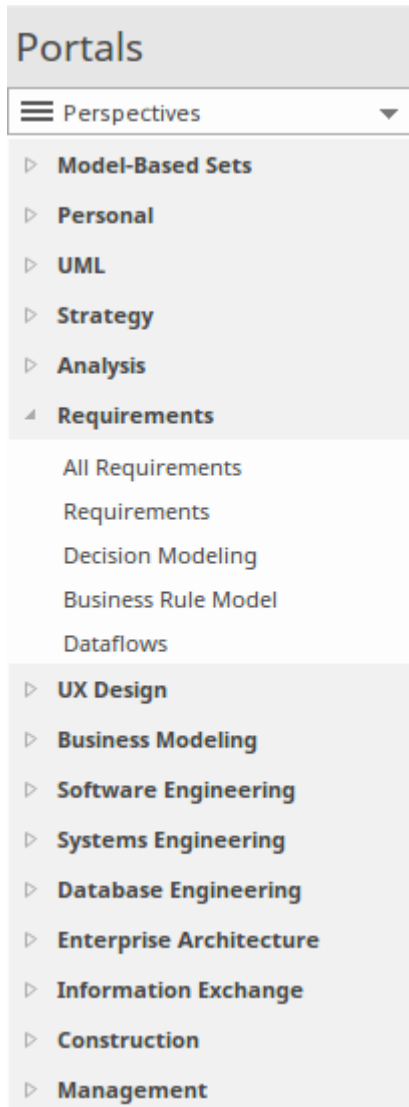 Portals
Perspectives
Model-Based Sets
Personal
UML
Strategy
Analysis
Requirements
All Requirements
Requirements
Decision Modeling
Business Rule Model
Dataflows
UX Design
Business Modeling
Software Engineering
Systems Engineering
Database Engineering
Enterprise Architecture
Information Exchange
Construction
Management